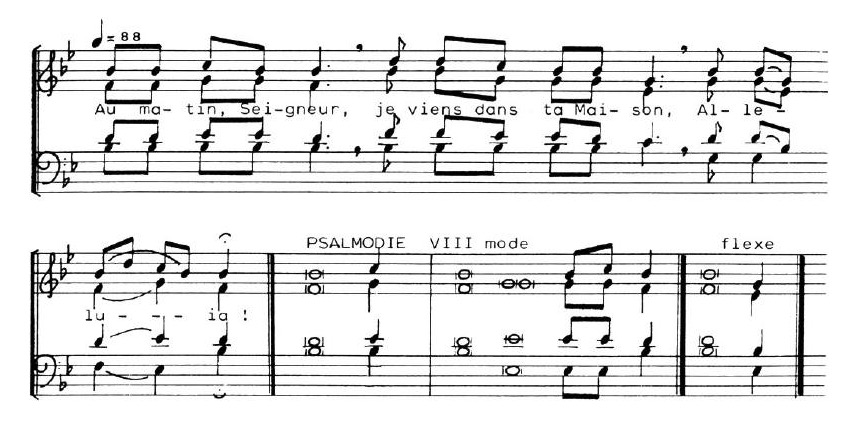 ♩=88
Au ma- tin, Sei-gneur, je viens dans ta Mai- son, Al- le -
PSALMODIE VIII mode flexe
lu - - - ia !